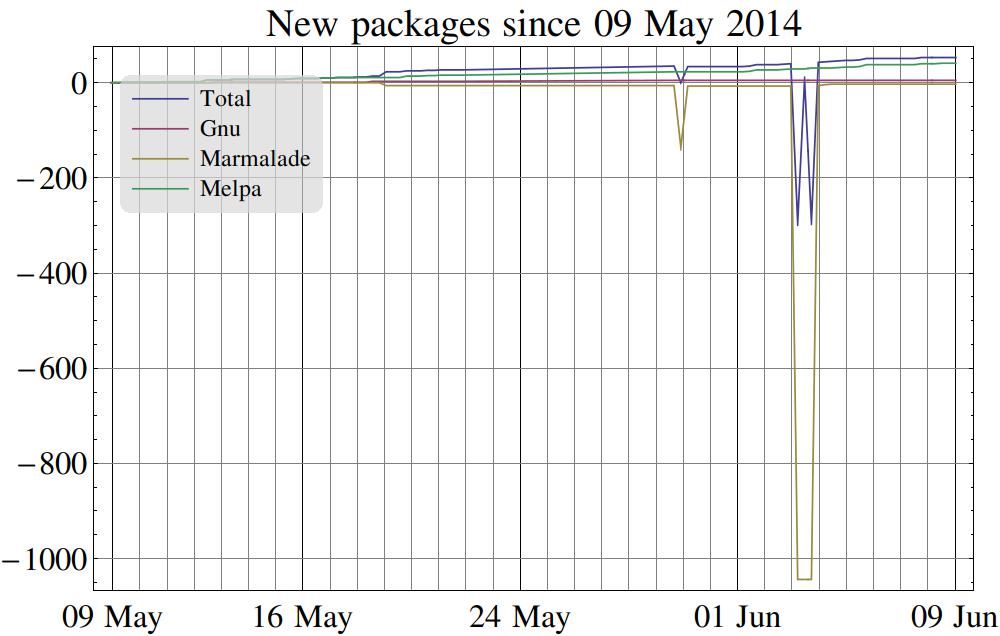 New packages since 09 May 2014
0
Total
Gnu
Marmalade
Melpa
−200
−400
−600
−800
−1000
09 May 16 May 24 May 01 Jun 09 Jun